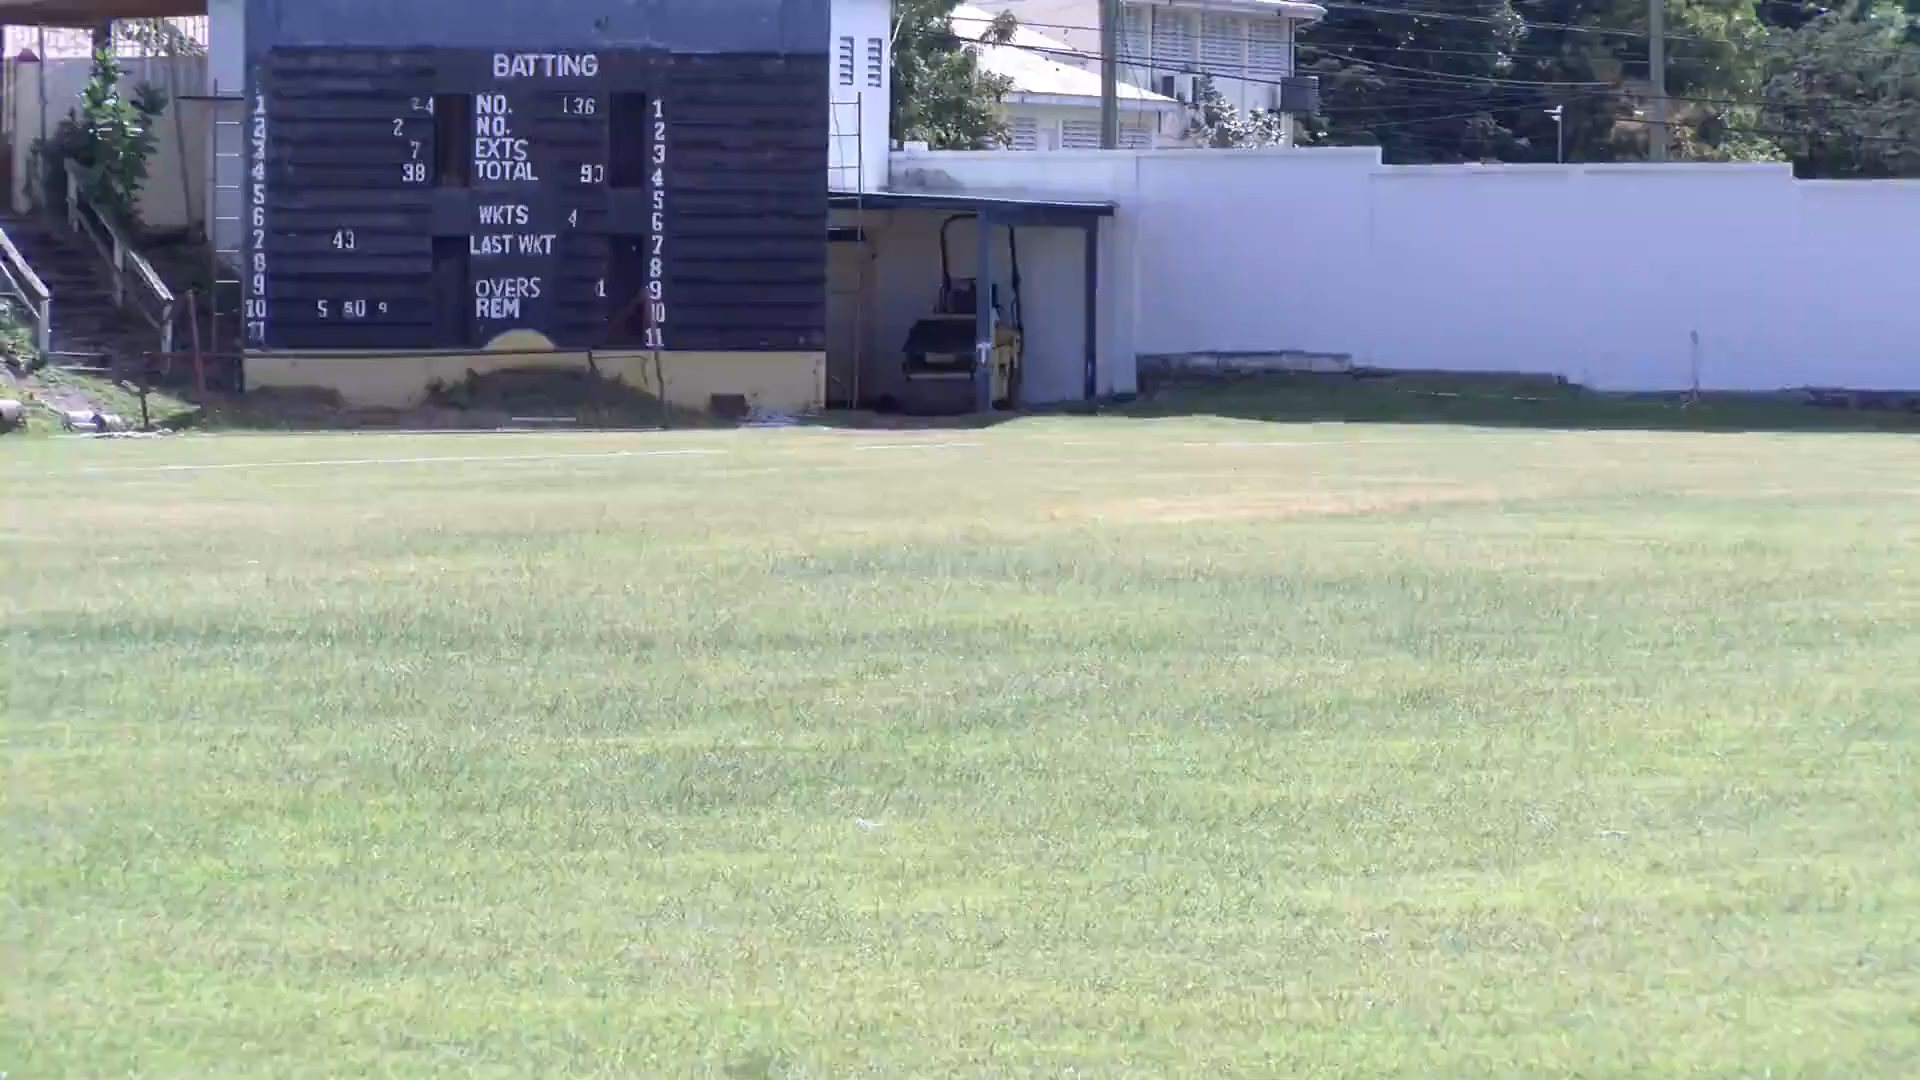 BATTING
1 24 NO. 136 1
2 2 NO. 2
3 7 EXTS 3
4 38 TOTAL 4
5 5
6 WKTS 4 6
7 43 LAST WKT 7
8 8
9 OVERS 9
10 5 50 9 REM 10
11 11